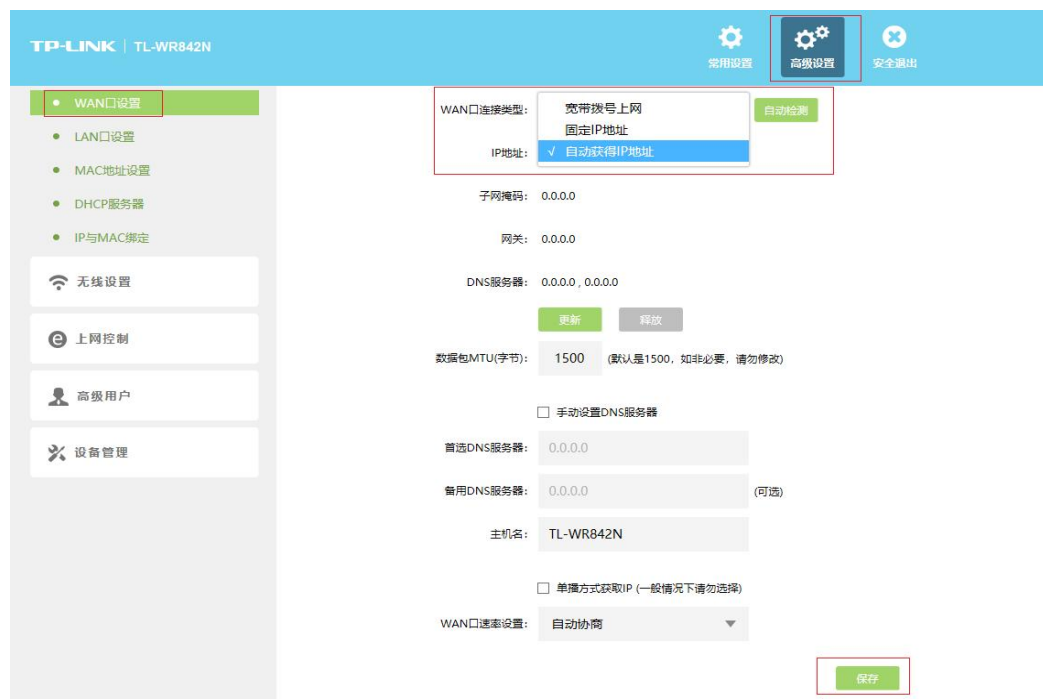 TP-LINK | TL-WR842N
常用设置
高级设置
安全退出
WAN口设置
LAN口设置
MAC地址设置
DHCP服务器
IP与MAC绑定
无线设置
上网控制
高级用户
设备管理
WAN口连接类型:
宽带拨号上网
固定IP地址
√ 自动获得IP地址
自动检测
IP地址:
子网掩码: 0.0.0.0
网关: 0.0.0.0
DNS服务器: 0.0.0.0 , 0.0.0.0
更新 释放
数据包MTU(字节): 1500 (默认是1500，如非必要，请勿修改)
手动设置DNS服务器
首选DNS服务器: 0.0.0.0
备用DNS服务器: 0.0.0.0 (可选)
主机名: TL-WR842N
单播方式获取IP (一般情况下请勿选择)
WAN口速率设置: 自动协商
保存